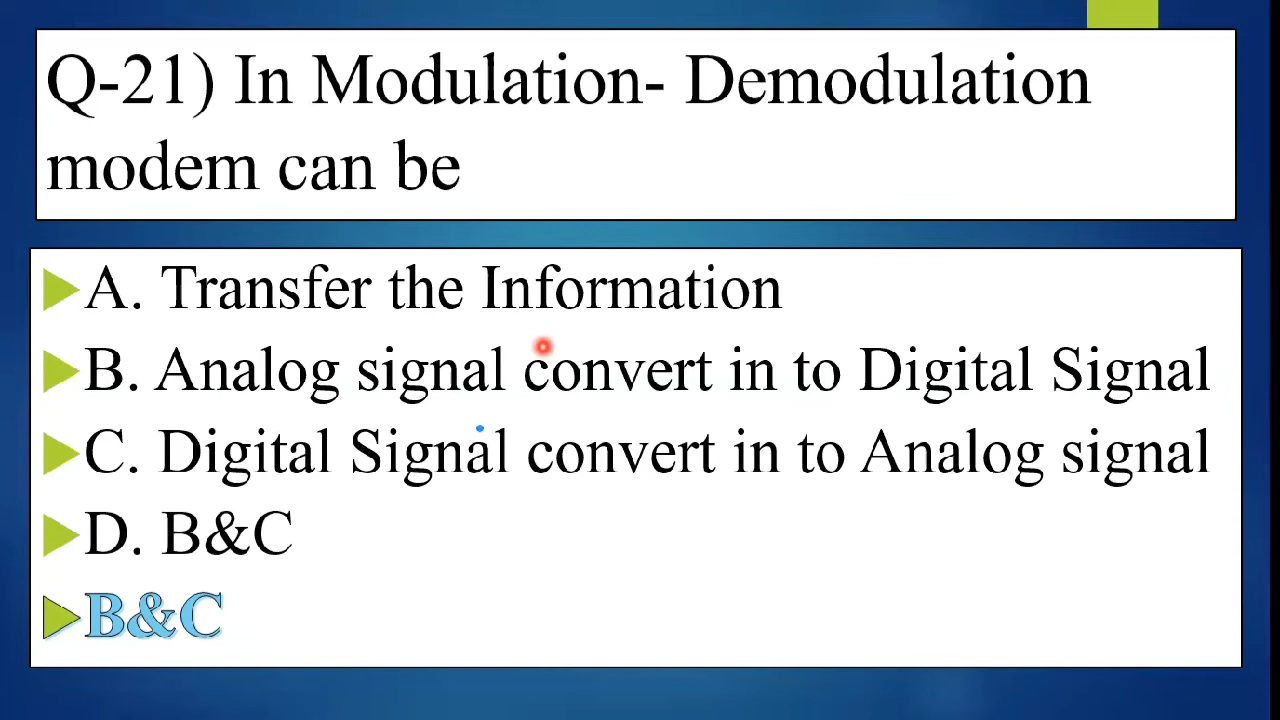 Q-21) In Modulation- Demodulation
modem can be
A. Transfer the Information
B. Analog signal convert in to Digital Signal
C. Digital Signal convert in to Analog signal
D. B&C
B&C